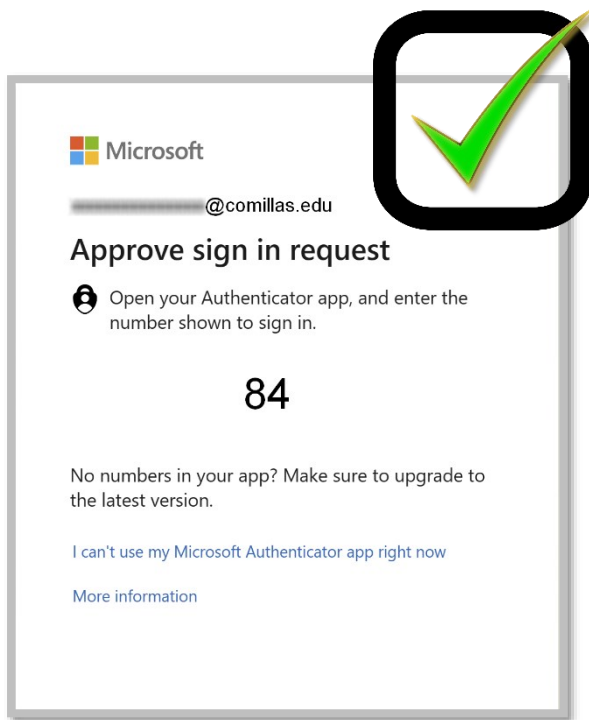 Microsoft
@comillas.edu
Approve sign in request
Open your Authenticator app, and enter the
number shown to sign in.
84
No numbers in your app? Make sure to upgrade to
the latest version.
I can't use my Microsoft Authenticator app right now
More information